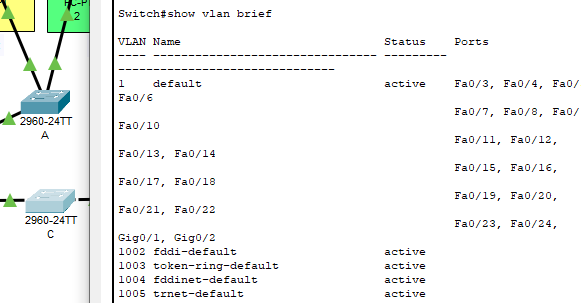 PC-P
2
2960-24TT
A
2960-24TT
C
Switch#show vlan brief
VLAN Name Status Ports
---- -------------------------------- --------- -------------------------------
1 default active Fa0/3, Fa0/4, Fa0/
Fa0/6
Fa0/7, Fa0/8, Fa0/
Fa0/10
Fa0/11, Fa0/12,
Fa0/13, Fa0/14
Fa0/15, Fa0/16,
Fa0/17, Fa0/18
Fa0/19, Fa0/20,
Fa0/21, Fa0/22
Fa0/23, Fa0/24,
Gig0/1, Gig0/2
1002 fddi-default active
1003 token-ring-default active
1004 fddinet-default active
1005 trnet-default active